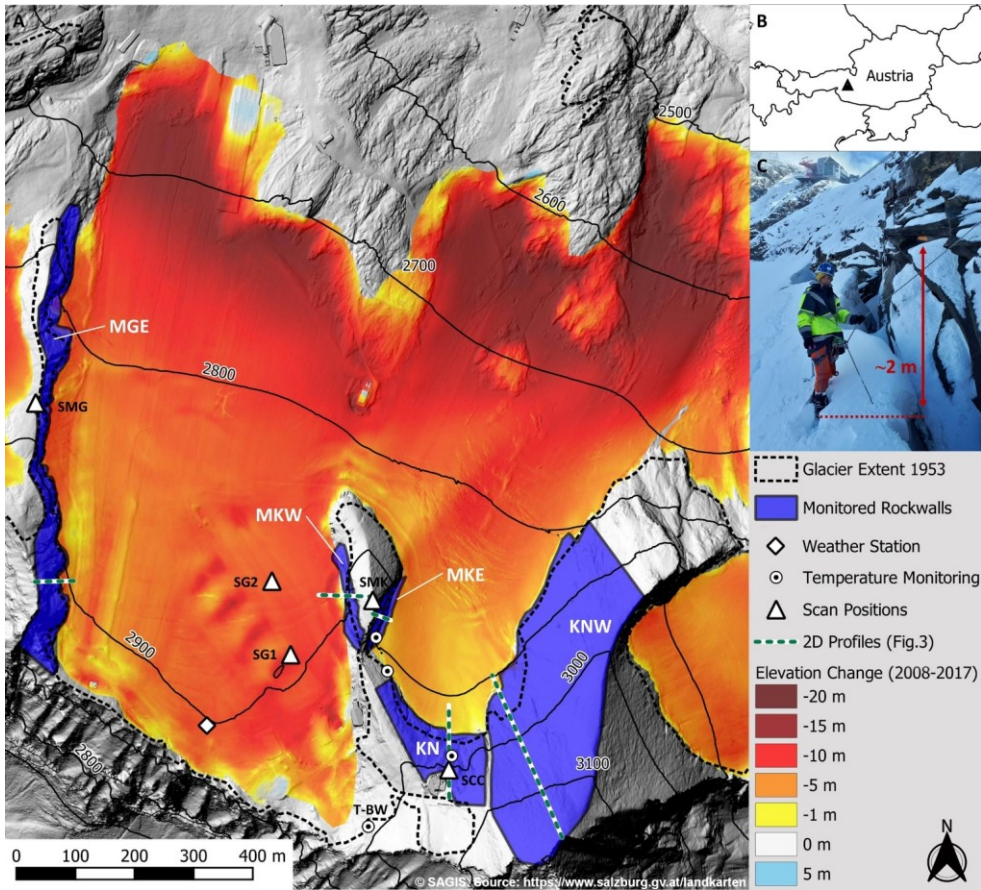 A
2500
2600
2700
MGE
2800
SMG
MKW
SG2
SMK
MKE
KNW
2900
SG1
3000
KN
2800
SCC
3100
T-BW
0 100 200 300 400 m
© SAGIS: Source: https://www.salzburg.gv.at/landkarten
B
Austria
C
~2 m
Glacier Extent 1953
Monitored Rockwalls
Weather Station
Temperature Monitoring
Scan Positions
2D Profiles (Fig.3)
Elevation Change (2008-2017)
-20 m
-15 m
-10 m
-5 m
-1 m
0 m
5 m
N